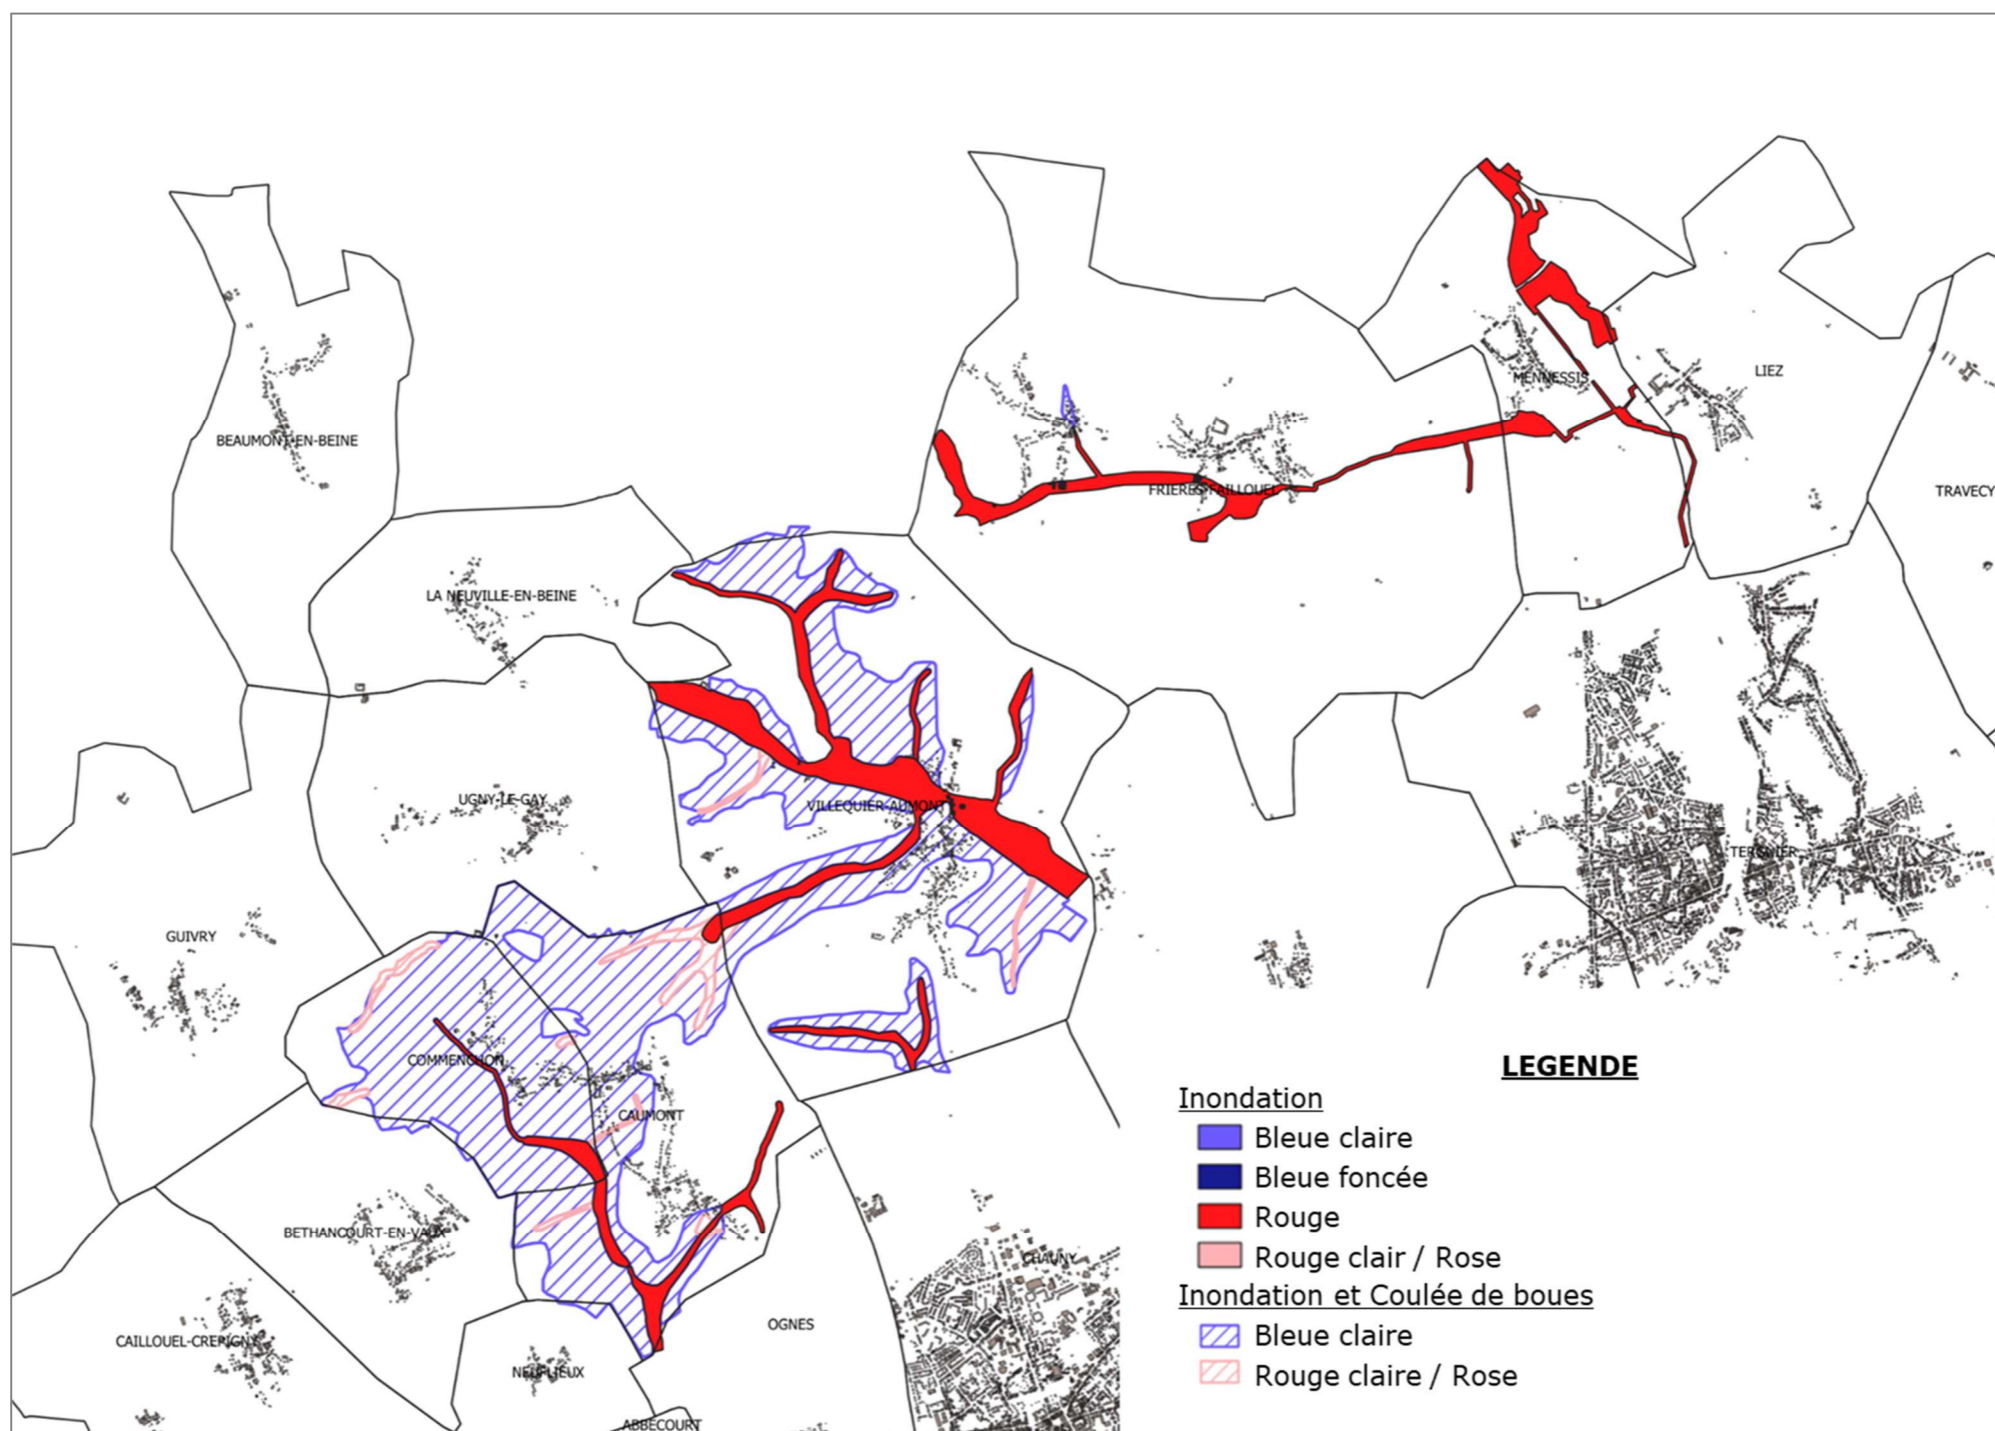 LIEZ
MENNESSIS
BEAUMONT-EN-BEINE
FRIERES-FAILLOUEL
TRAVECY
LA NEUVILLE-EN-BEINE
UGNY-LE-GAY
VILLEQUIER-AUMONT
TERGNIER
GUIVRY
COMMENCHON
CAUMONT
BETHANCOURT-EN-VAUX
CHAUNY
OGNES
CAILLOUEL-CREPIGNY
NEUFLIEUX
ABBECOURT
LEGENDE
Inondation
Bleue claire
Bleue foncée
Rouge
Rouge clair / Rose
Inondation et Coulée de boues
Bleue claire
Rouge claire / Rose